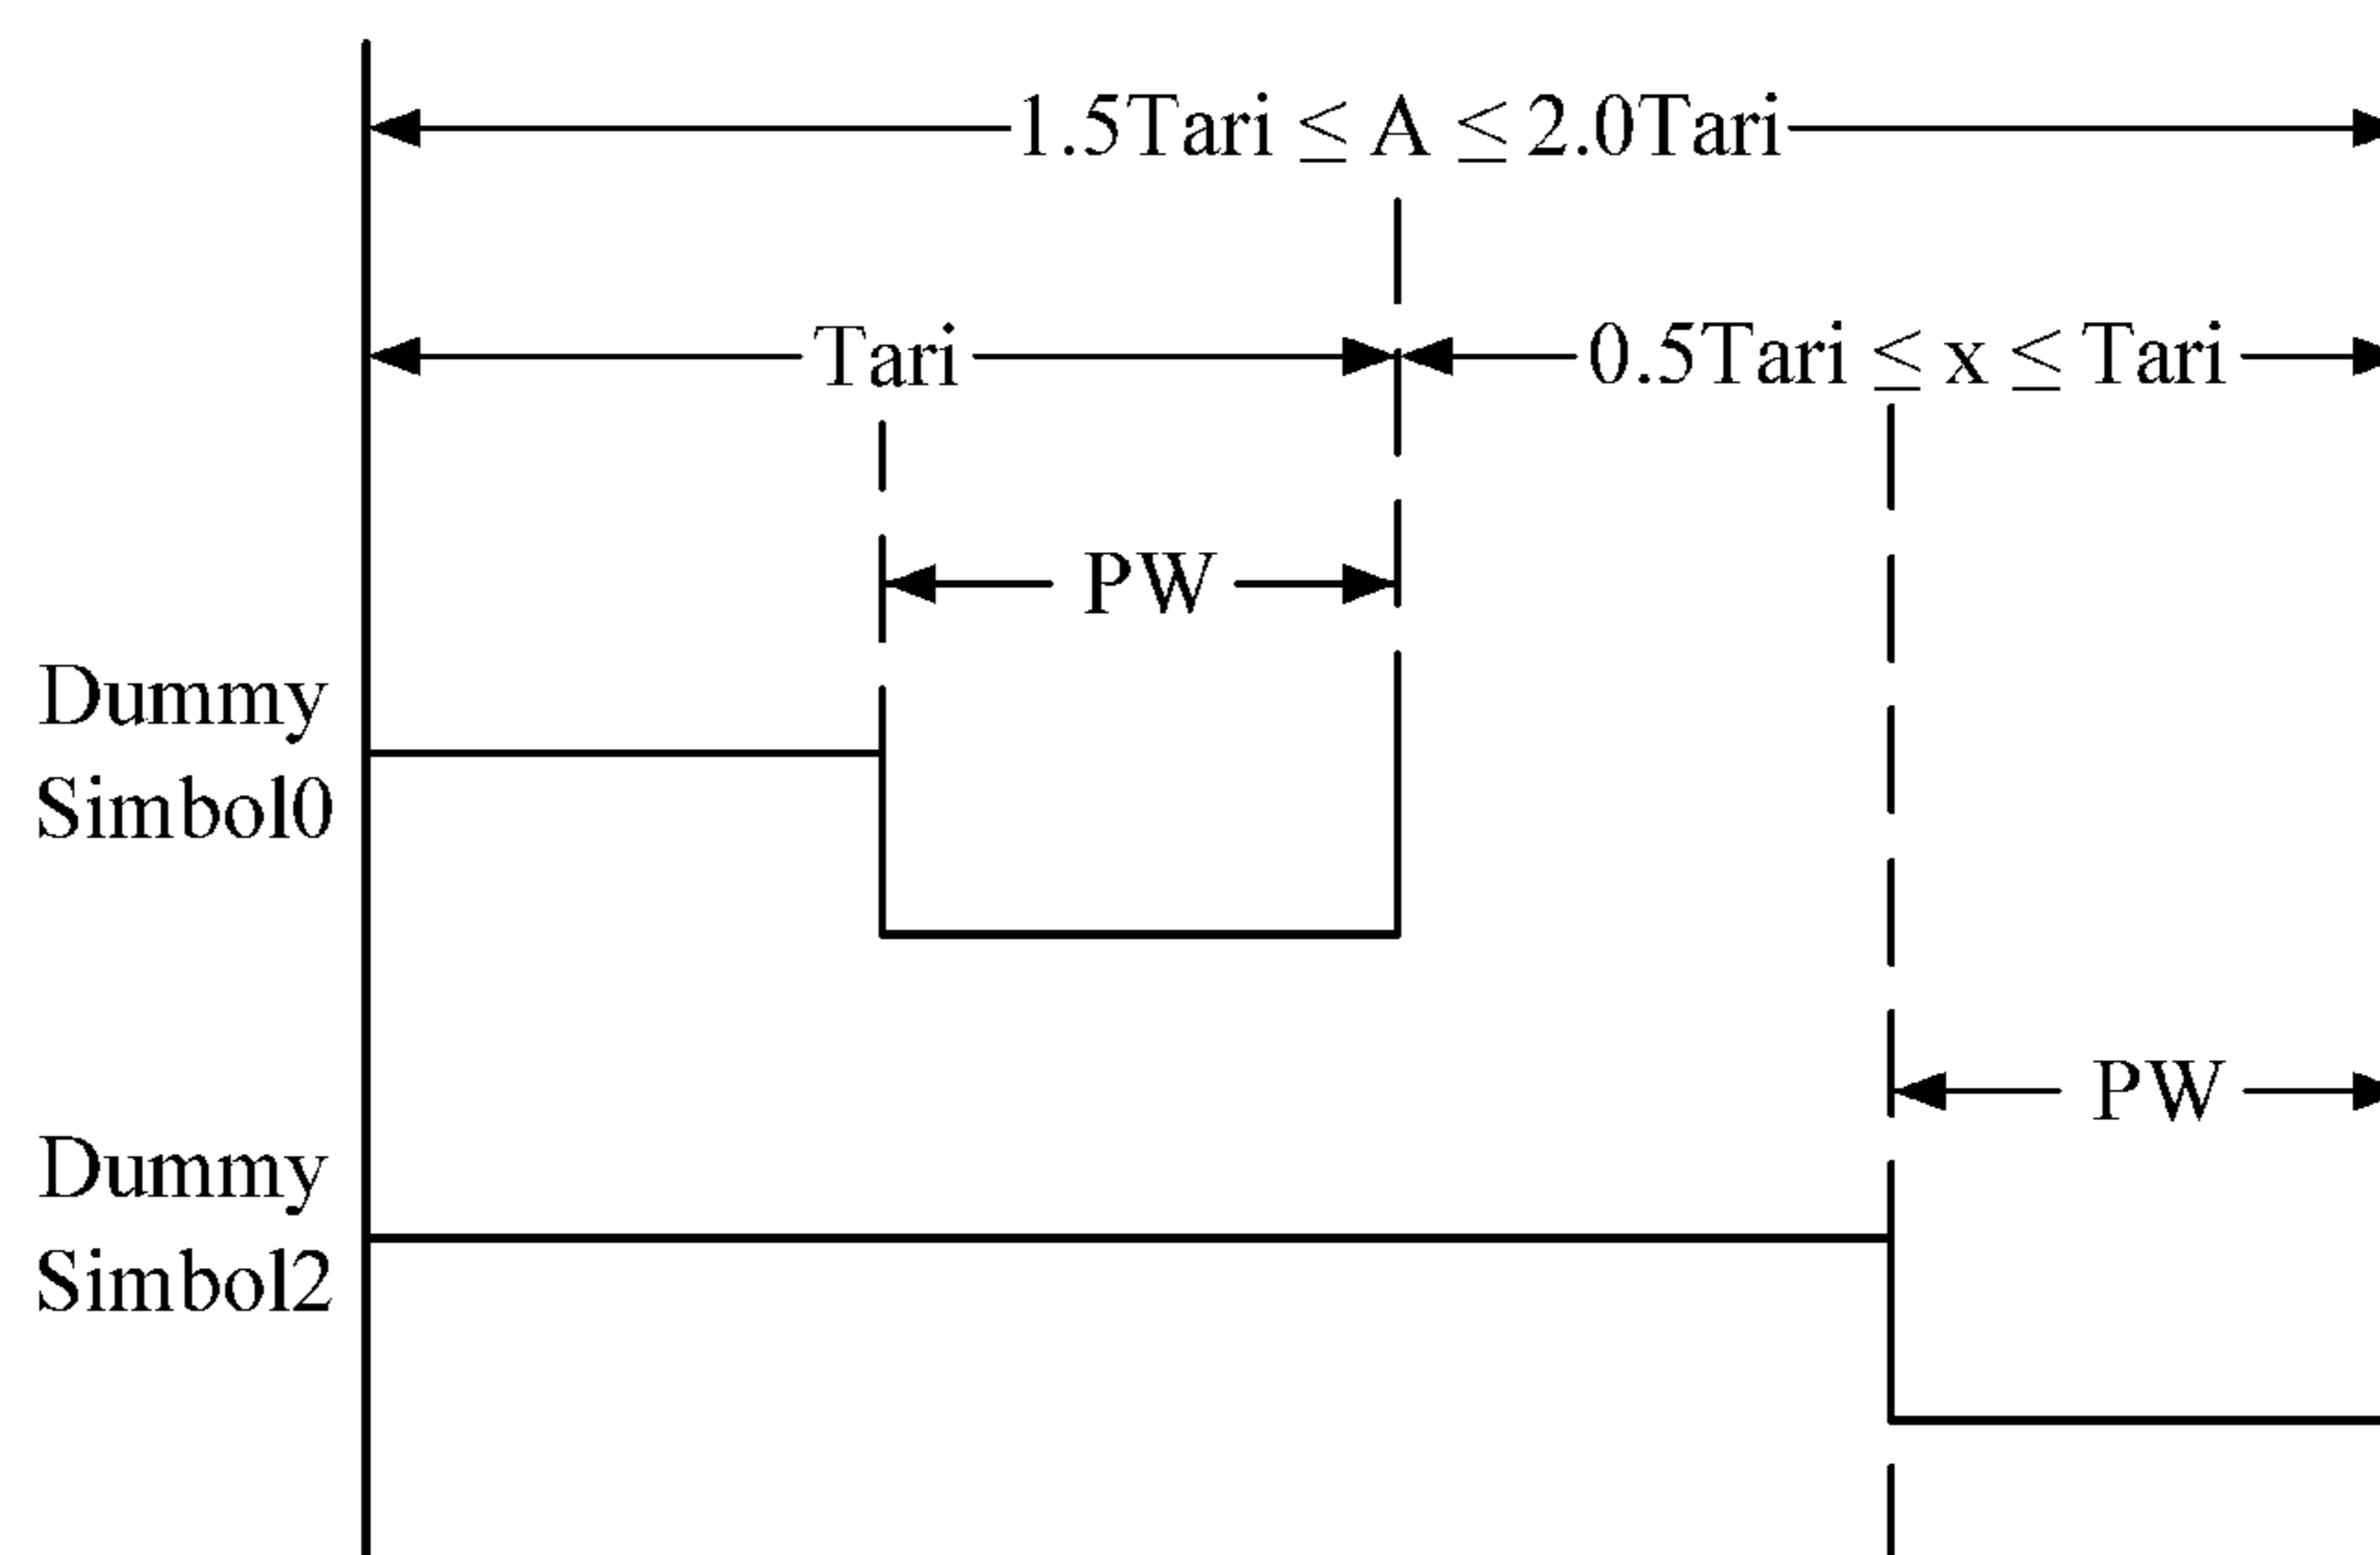 1.5Tari ≤ A ≤ 2.0Tari
Tari
0.5Tari ≤ x ≤ Tari
PW
Dummy
Simbol0
PW
Dummy
Simbol2